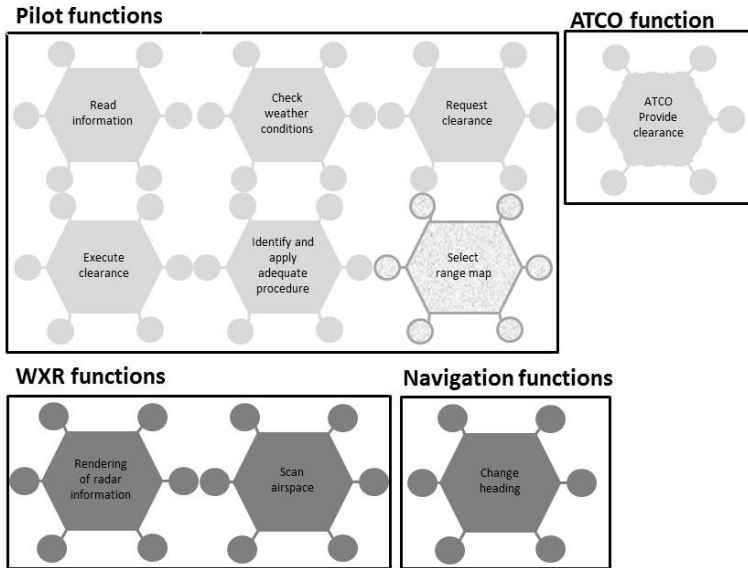 Pilot functions
ATCO function
Read
information
Check
weather
conditions
Request
clearance
ATCO
Provide
clearance
Execute
clearance
Identify and
apply
adequate
procedure
Select
range map
WXR functions
Navigation functions
Rendering
of radar
information
Scan
airspace
Change
heading